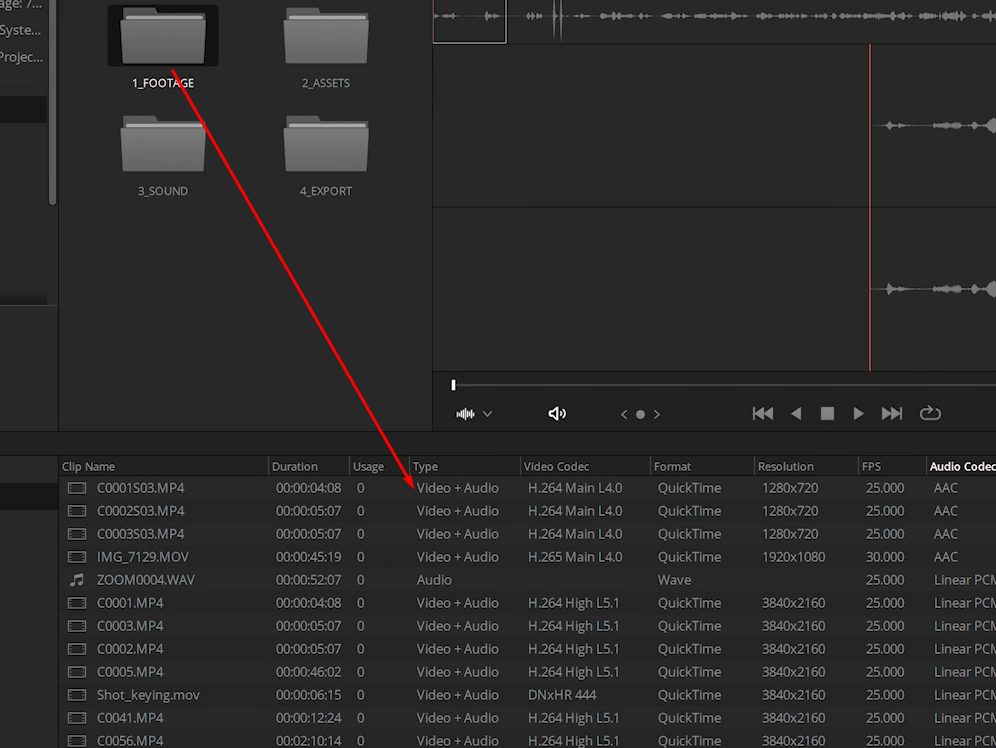 age: 7...
Syste...
Projec...
1_FOOTAGE 2_ASSETS
3_SOUND 4_EXPORT
Clip Name Duration Usage Type Video Codec Format Resolution FPS Audio Codec
C0001S03.MP4 00:00:04:08 0 Video + Audio H.264 Main L4.0 QuickTime 1280x720 25.000 AAC
C0002S03.MP4 00:00:05:07 0 Video + Audio H.264 Main L4.0 QuickTime 1280x720 25.000 AAC
C0003S03.MP4 00:00:05:07 0 Video + Audio H.264 Main L4.0 QuickTime 1280x720 25.000 AAC
IMG_7129.MOV 00:00:45:19 0 Video + Audio H.265 Main L4.0 QuickTime 1920x1080 30.000 AAC
ZOOM0004.WAV 00:00:52:07 0 Audio Wave 25.000 Linear PCM
C0001.MP4 00:00:04:08 0 Video + Audio H.264 High L5.1 QuickTime 3840x2160 25.000 Linear PCM
C0003.MP4 00:00:05:07 0 Video + Audio H.264 High L5.1 QuickTime 3840x2160 25.000 Linear PCM
C0002.MP4 00:00:05:07 0 Video + Audio H.264 High L5.1 QuickTime 3840x2160 25.000 Linear PCM
C0005.MP4 00:00:46:02 0 Video + Audio H.264 High L5.1 QuickTime 3840x2160 25.000 Linear PCM
Shot_keying.mov 00:00:06:15 0 Video + Audio DNxHR 444 QuickTime 3840x2160 25.000 Linear PCM
C0041.MP4 00:00:12:24 0 Video + Audio H.264 High L5.1 QuickTime 3840x2160 25.000 Linear PCM
C0056.MP4 00:02:10:14 0 Video + Audio H.264 High L5.1 QuickTime 3840x2160 25.000 Linear PCM